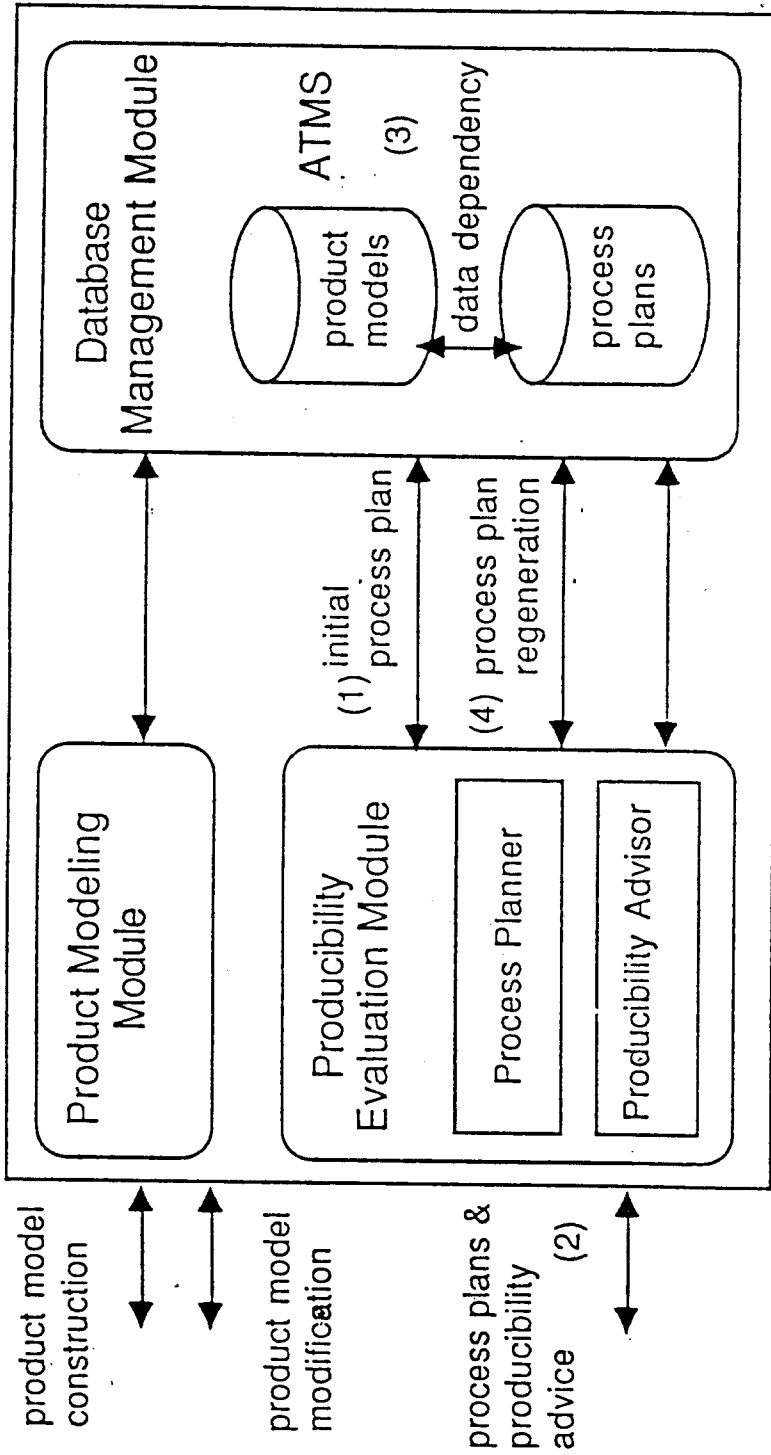 product model
construction
product model
modification
process plans &
producibility
advice (2)
Product Modeling
Module
Producibility
Evaluation Module
Process Planner
Producibility Advisor
(1) initial
process plan
(4) process plan
regeneration
Database
Management Module
ATMS
(3)
product
models
data dependency
process
plans